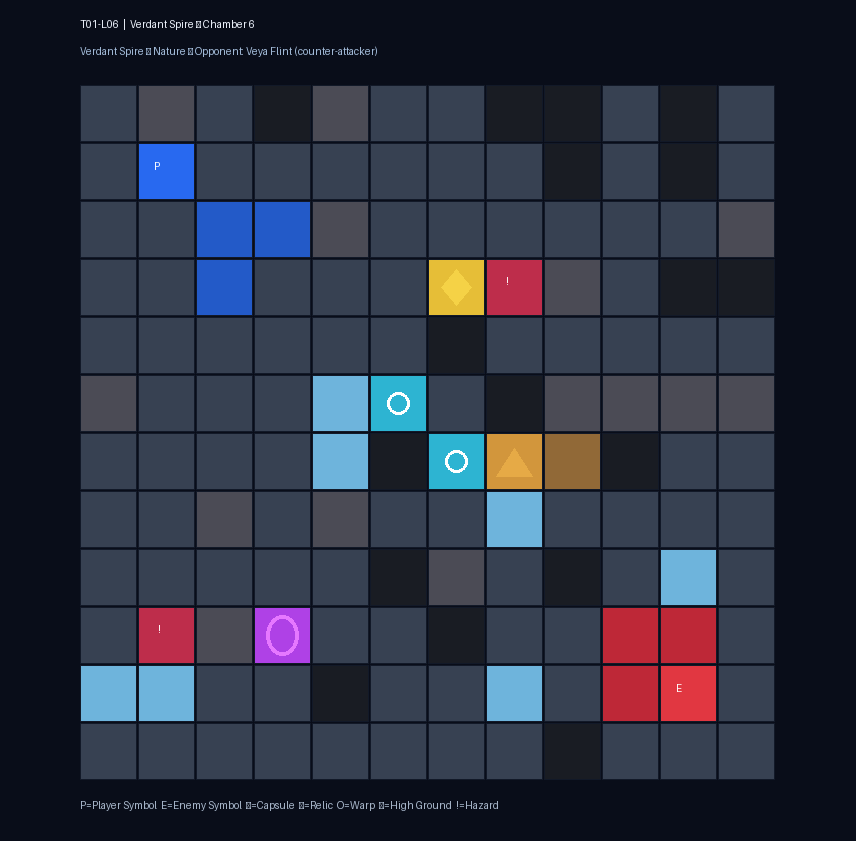 T01-L06 | Verdant Spire ▯ Chamber 6
Verdant Spire ▯ Nature ▯ Opponent: Veya Flint (counter-attacker)
P
!
!
E
P=Player Symbol E=Enemy Symbol ▯=Capsule ▯=Relic O=Warp ▯=High Ground !=Hazard